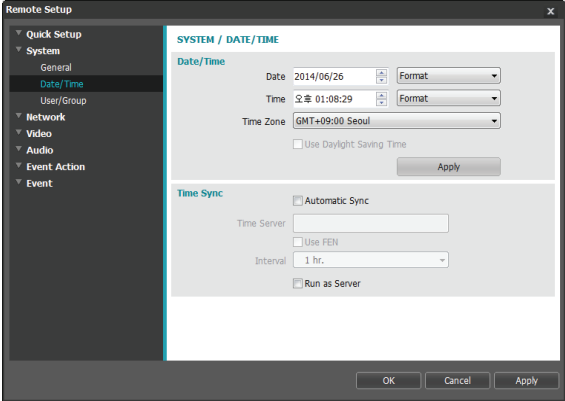 Remote Setup x
Quick Setup
System
General
Date/Time
User/Group
Network
Video
Audio
Event Action
Event
SYSTEM / DATE/TIME
Date/Time
Date 2014/06/26 Format
Time 오후 01:08:29 Format
Time Zone GMT+09:00 Seoul
Use Daylight Saving Time
Apply
Time Sync
Automatic Sync
Time Server
Use FEN
Interval 1 hr.
Run as Server
OK Cancel Apply